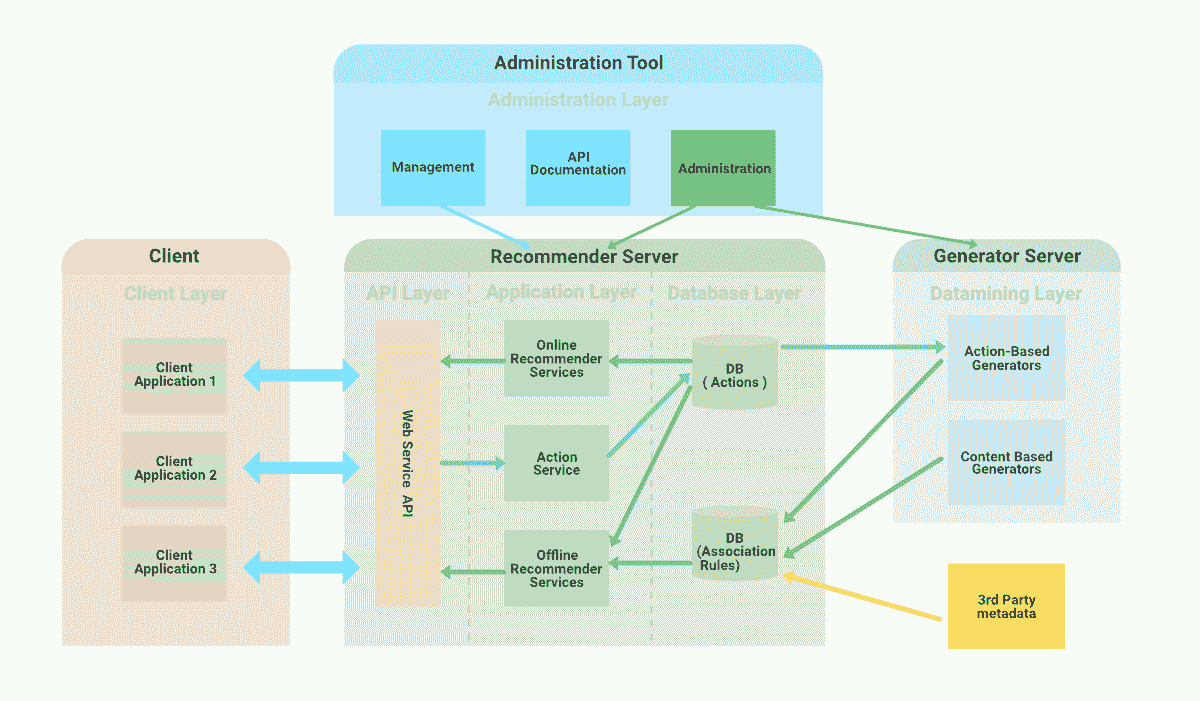 Administration Tool
Administration Layer
Management
API
Documentation
Administration
Client
Client Layer
Client
Application 1
Client
Application 2
Client
Application 3
Recommender Server
API Layer
Application Layer
Database Layer
Web Service API
Online
Recommender
Services
Action
Service
Offline
Recommender
Services
DB
( Actions )
DB
(Association
Rules)
Generator Server
Datamining Layer
Action-Based
Generators
Content Based
Generators
3rd Party
metadata